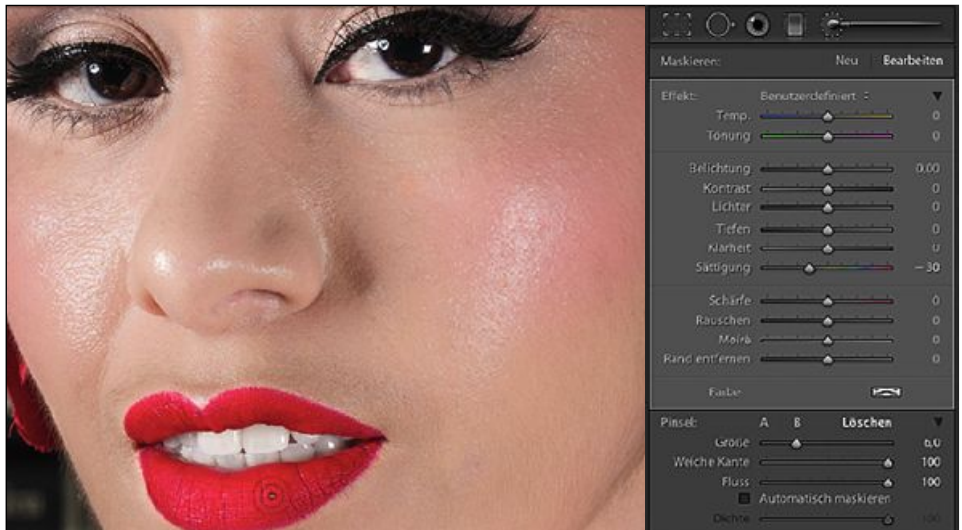 Maskieren: Neu Bearbeiten
Effekt: Benutzerdefiniert
Temp. 0
Tönung 0
Belichtung 0,00
Kontrast 0
Lichter 0
Tiefen 0
Klarheit 0
Sättigung – 30
Schärfe 0
Rauschen 0
Moiré 0
Rand entfernen 0
Farbe
Pinsel: A B Löschen
Größe 6,0
Weiche Kante 100
Fluss 100
Automatisch maskieren
Dichte 100